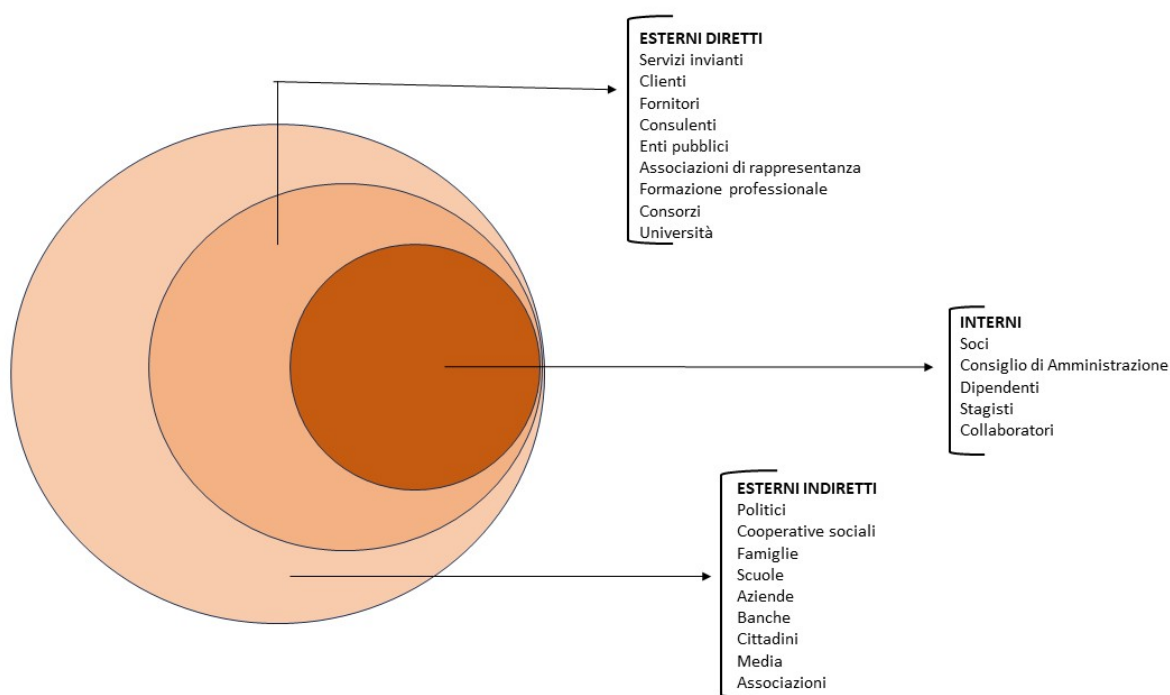 ESTERNI DIRETTI
Servizi invianti
Clienti
Fornitori
Consulenti
Enti pubblici
Associazioni di rappresentanza
Formazione professionale
Consorzi
Università
INTERNI
Soci
Consiglio di Amministrazione
Dipendenti
Stagisti
Collaboratori
ESTERNI INDIRETTI
Politici
Cooperative sociali
Famiglie
Scuole
Aziende
Banche
Cittadini
Media
Associazioni